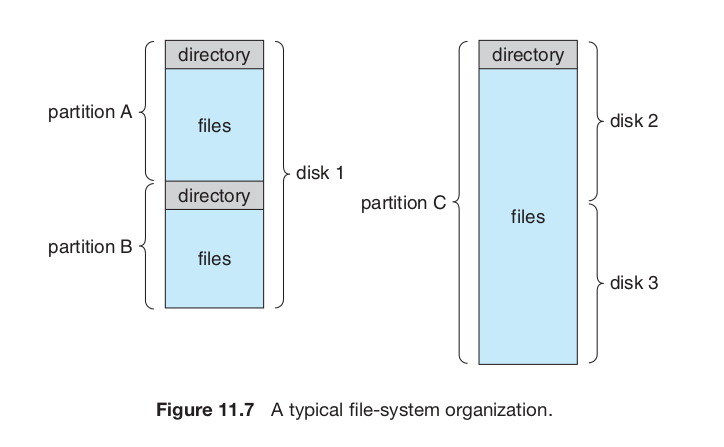 directory
partition A
files
disk 1
directory
partition B
files
directory
disk 2
partition C
files
disk 3
Figure 11.7 A typical file-system organization.